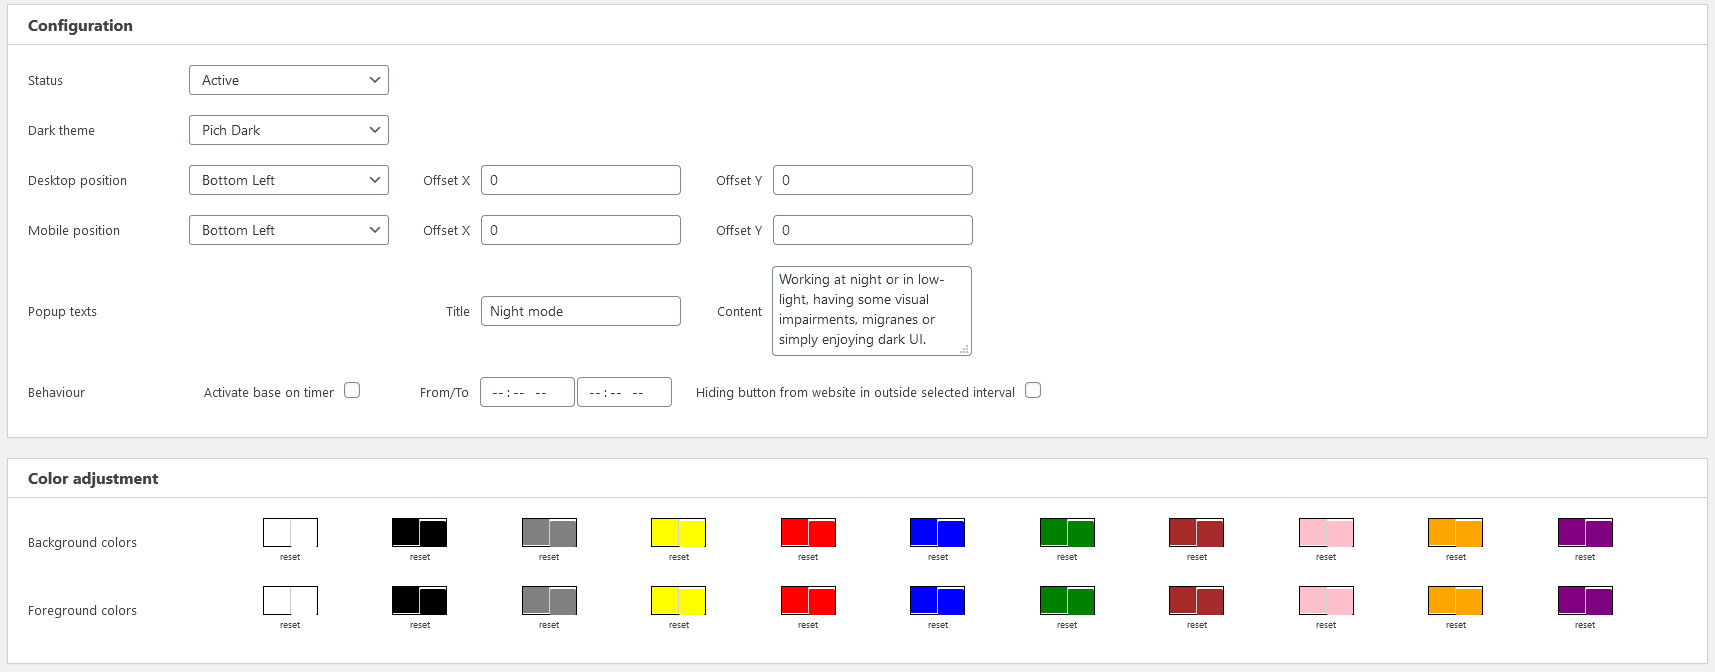 Configuration
Status Active
Dark theme Pich Dark
Desktop position Bottom Left Offset X 0 Offset Y 0
Mobile position Bottom Left Offset X 0 Offset Y 0
Popup texts Title Night mode Content
Working at night or in low-
light, having some visual
impairments, migranes or
simply enjoying dark UI.
Behaviour Activate base on timer From/To --:-- -- --:-- -- Hiding button from website in outside selected interval
Color adjustment
Background colors
reset reset reset reset reset reset reset reset reset reset reset
Foreground colors
reset reset reset reset reset reset reset reset reset reset reset